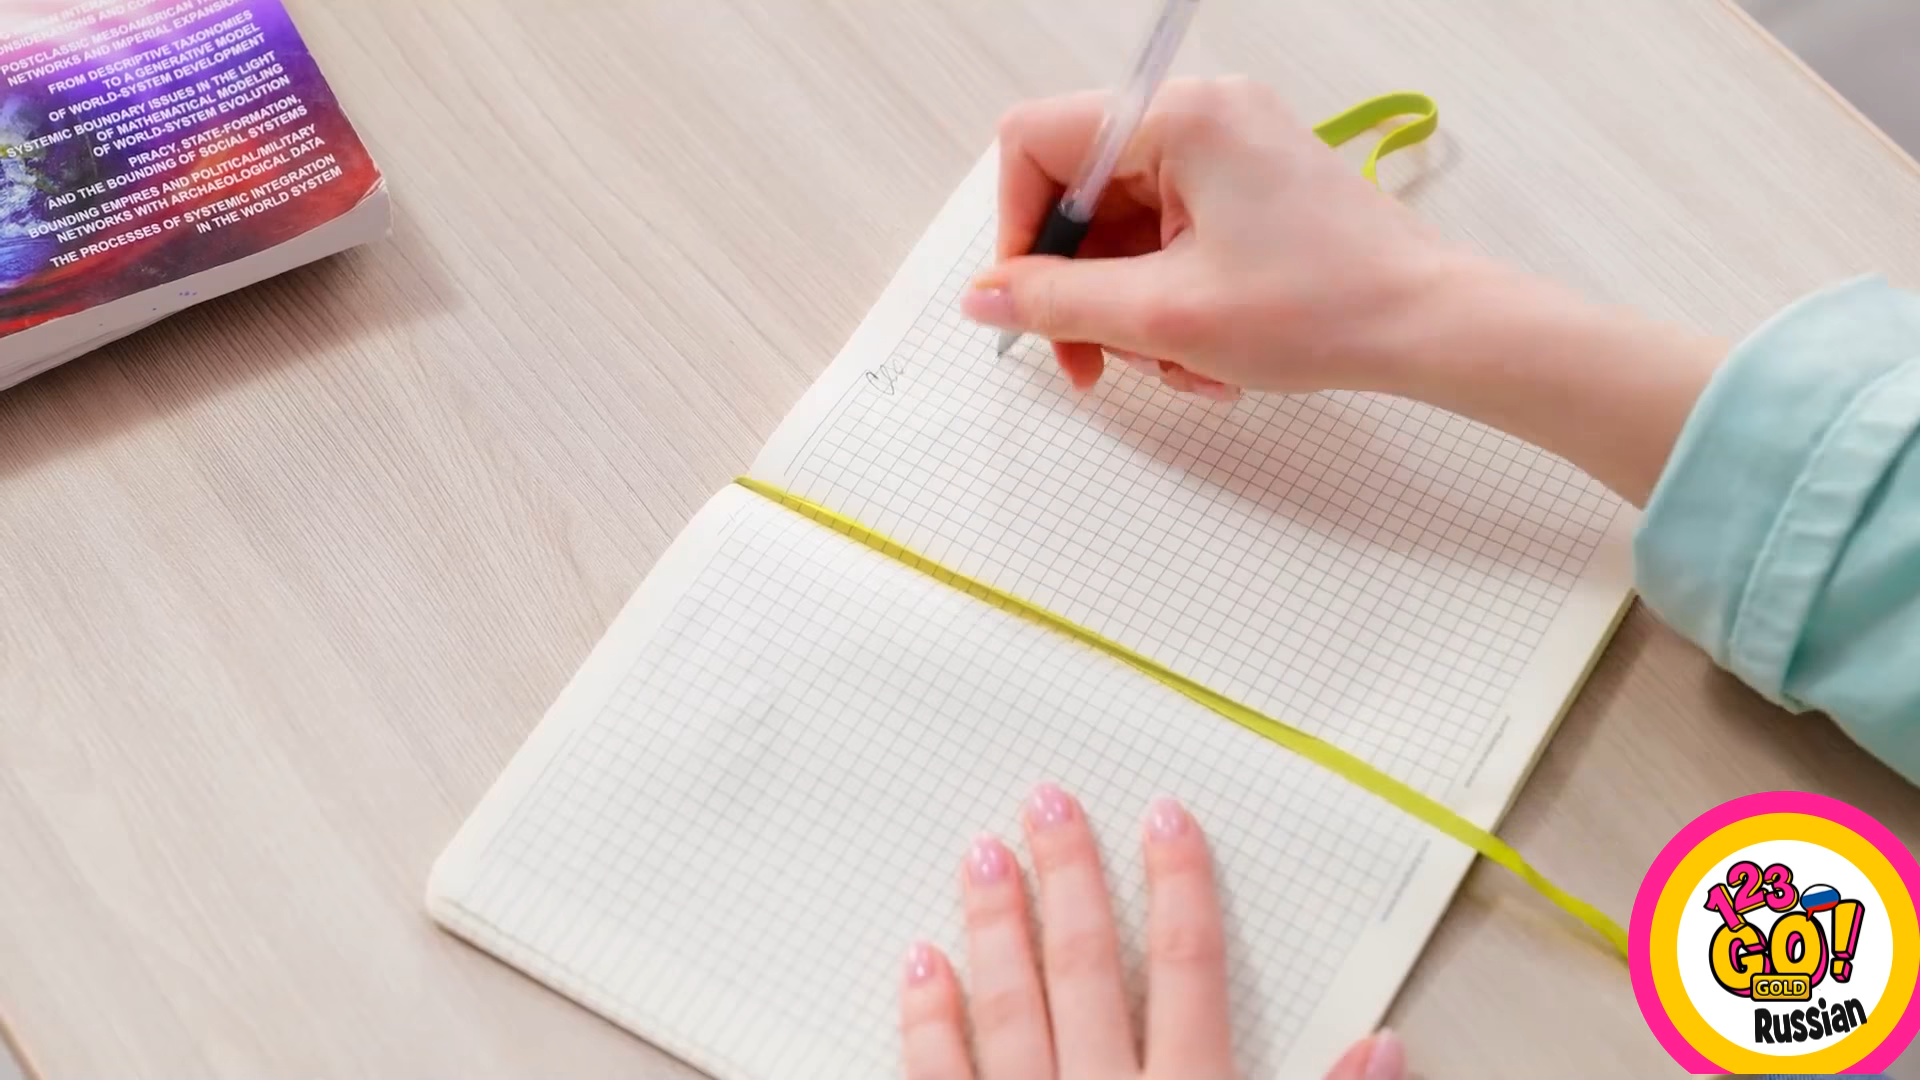 CONSIDERATIONS AND
POSTCLASSIC MESOAMERICAN
NETWORKS AND IMPERIAL EXPANSION
FROM DESCRIPTIVE TAXONOMIES
TO A GENERATIVE MODEL
OF WORLD-SYSTEM DEVELOPMENT
SYSTEMIC BOUNDARY ISSUES IN THE LIGHT
OF MATHEMATICAL MODELING
OF WORLD-SYSTEM EVOLUTION
PIRACY, STATE-FORMATION,
AND THE BOUNDING OF SOCIAL SYSTEMS
BOUNDING EMPIRES AND POLITICAL/MILITARY
NETWORKS WITH ARCHAEOLOGICAL DATA
THE PROCESSES OF SYSTEMIC INTEGRATION
IN THE WORLD SYSTEM
123
GO!
GOLD
Russian